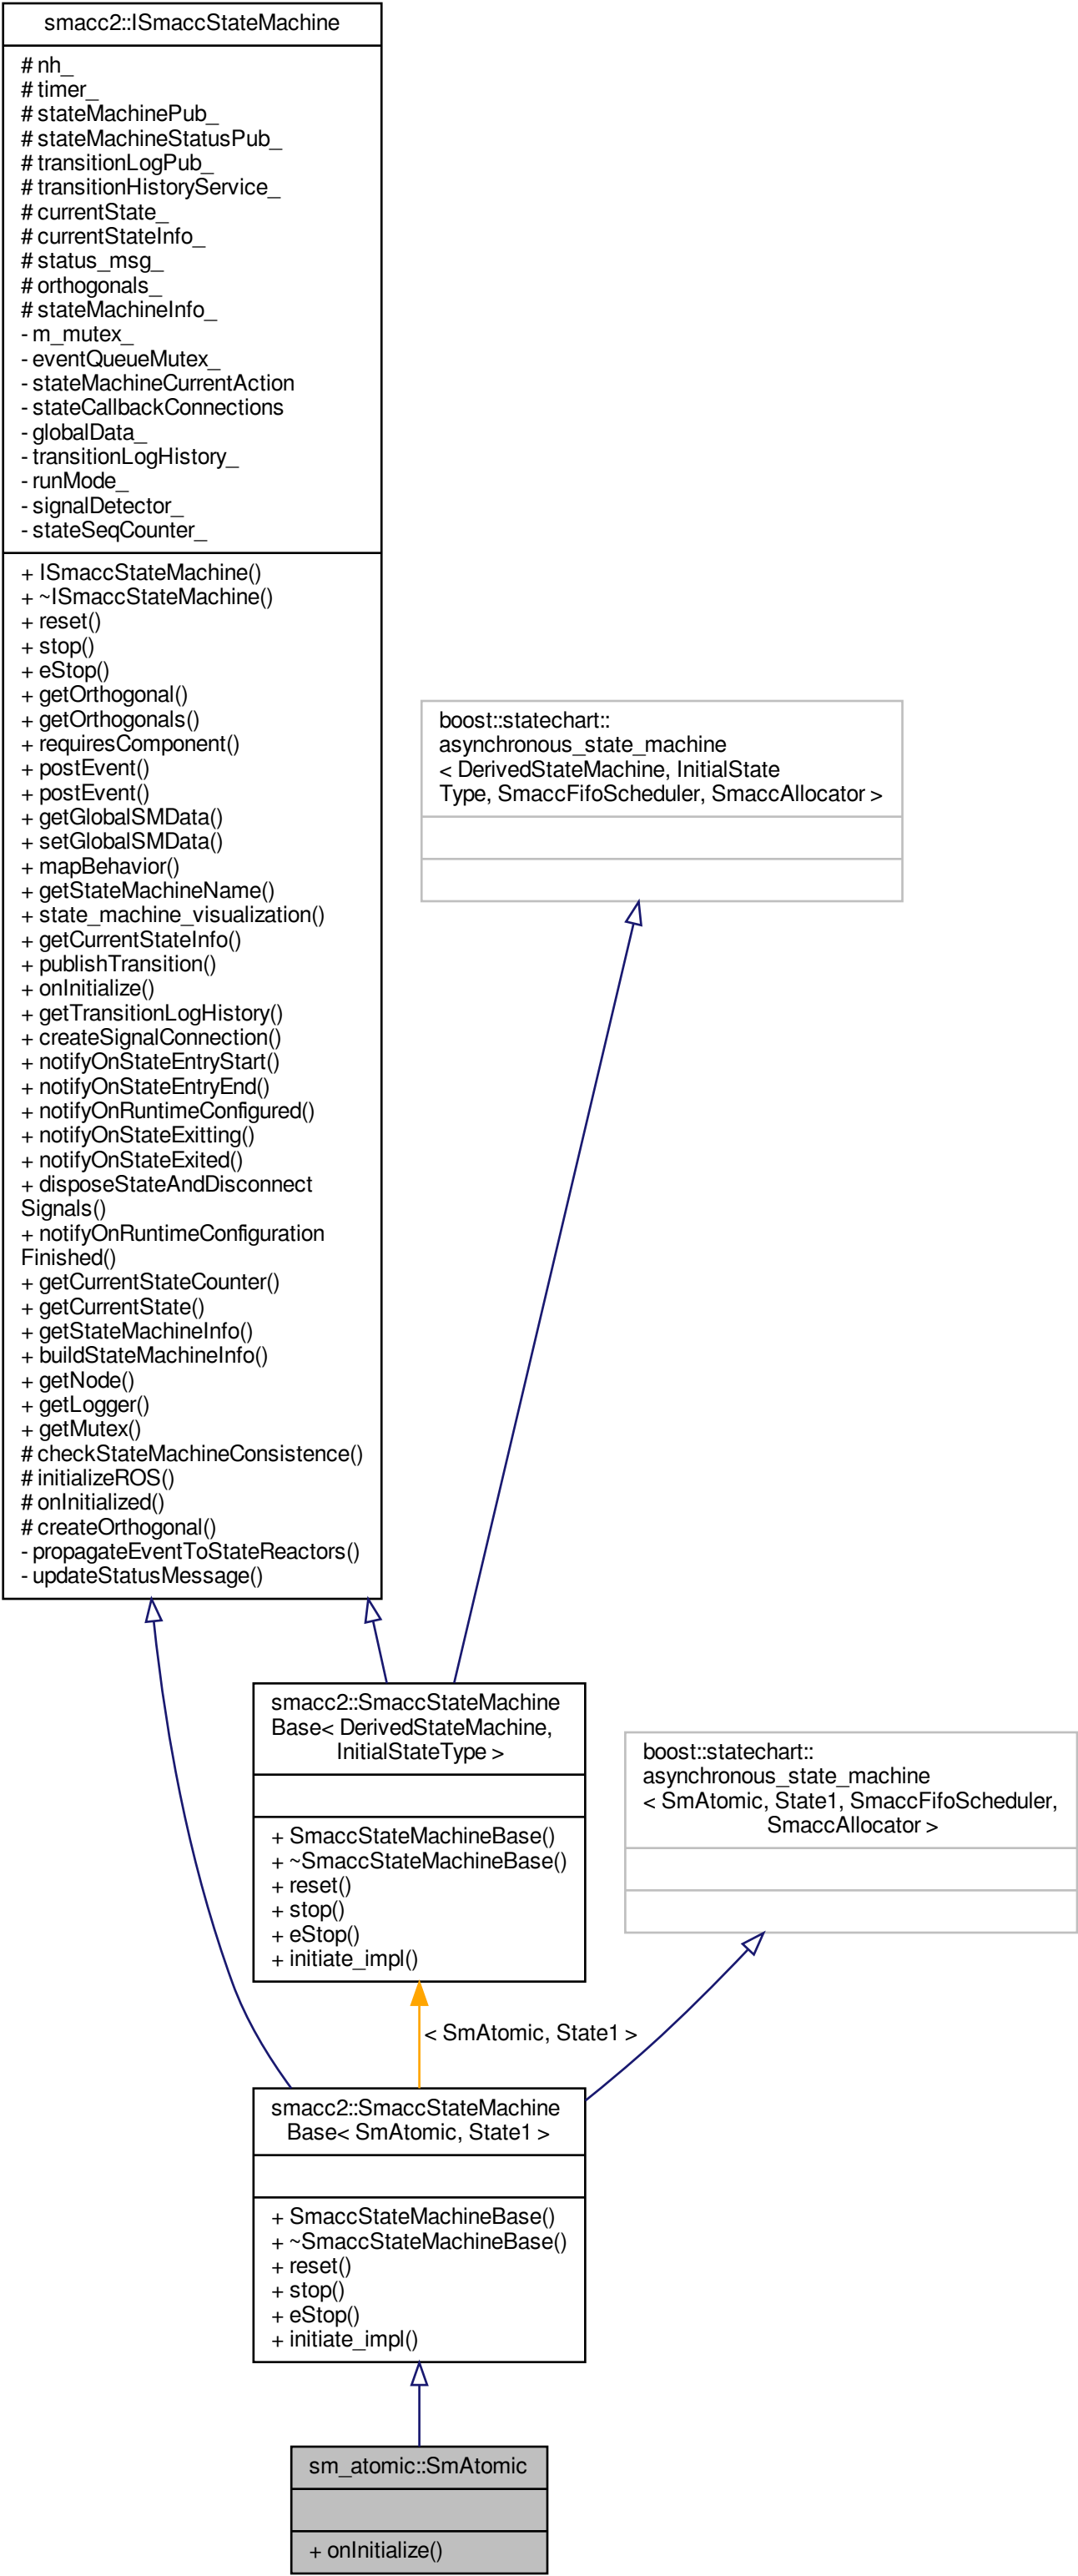 smacc2::ISmaccStateMachine
# nh_
# timer_
# stateMachinePub_
# stateMachineStatusPub_
# transitionLogPub_
# transitionHistoryService_
# currentState_
# currentStateInfo_
# status_msg_
# orthogonals_
# stateMachineInfo_
- m_mutex_
- eventQueueMutex_
- stateMachineCurrentAction
- stateCallbackConnections
- globalData_
- transitionLogHistory_
- runMode_
- signalDetector_
- stateSeqCounter_
+ ISmaccStateMachine()
+ ~ISmaccStateMachine()
+ reset()
+ stop()
+ eStop()
+ getOrthogonal()
+ getOrthogonals()
+ requiresComponent()
+ postEvent()
+ postEvent()
+ getGlobalSMData()
+ setGlobalSMData()
+ mapBehavior()
+ getStateMachineName()
+ state_machine_visualization()
+ getCurrentStateInfo()
+ publishTransition()
+ onInitialize()
+ getTransitionLogHistory()
+ createSignalConnection()
+ notifyOnStateEntryStart()
+ notifyOnStateEntryEnd()
+ notifyOnRuntimeConfigured()
+ notifyOnStateExitting()
+ notifyOnStateExited()
+ disposeStateAndDisconnect
Signals()
+ notifyOnRuntimeConfiguration
Finished()
+ getCurrentStateCounter()
+ getCurrentState()
+ getStateMachineInfo()
+ buildStateMachineInfo()
+ getNode()
+ getLogger()
+ getMutex()
# checkStateMachineConsistence()
# initializeROS()
# onInitialized()
# createOrthogonal()
- propagateEventToStateReactors()
- updateStatusMessage()
boost::statechart::
asynchronous_state_machine
< DerivedStateMachine, InitialState
Type, SmaccFifoScheduler, SmaccAllocator >
smacc2::SmaccStateMachine
Base< DerivedStateMachine,
InitialStateType >
+ SmaccStateMachineBase()
+ ~SmaccStateMachineBase()
+ reset()
+ stop()
+ eStop()
+ initiate_impl()
boost::statechart::
asynchronous_state_machine
< SmAtomic, State1, SmaccFifoScheduler,
SmaccAllocator >
< SmAtomic, State1 >
smacc2::SmaccStateMachine
Base< SmAtomic, State1 >
+ SmaccStateMachineBase()
+ ~SmaccStateMachineBase()
+ reset()
+ stop()
+ eStop()
+ initiate_impl()
sm_atomic::SmAtomic
+ onInitialize()